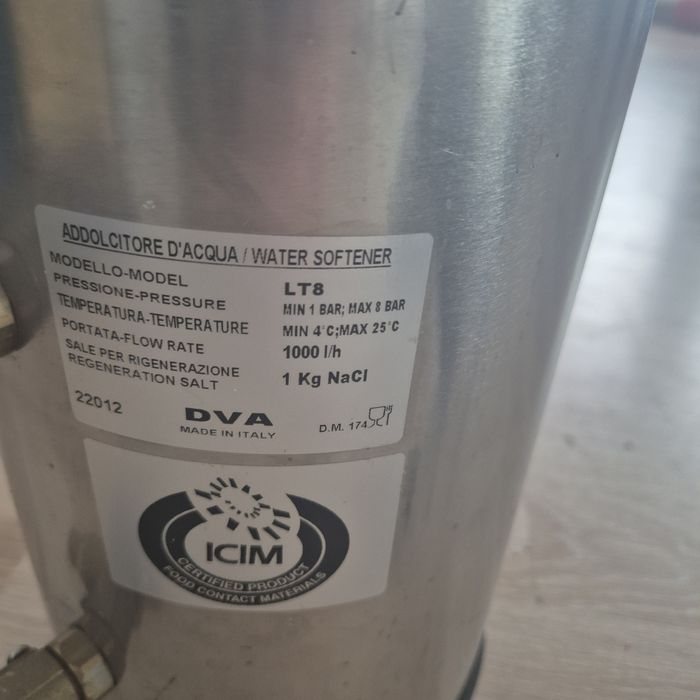 ADDOLCITORE D'ACQUA / WATER SOFTENER
MODELLO-MODEL LT8
PRESSIONE-PRESSURE MIN 1 BAR; MAX 8 BAR
TEMPERATURA-TEMPERATURE MIN 4°C;MAX 25°C
PORTATA-FLOW RATE 1000 l/h
SALE PER RIGENERAZIONE
REGENERATION SALT 1 Kg NaCl
22012
DVA
MADE IN ITALY
D.M. 174
ICIM
CERTIFIED PRODUCT
FOOD CONTACT MATERIALS